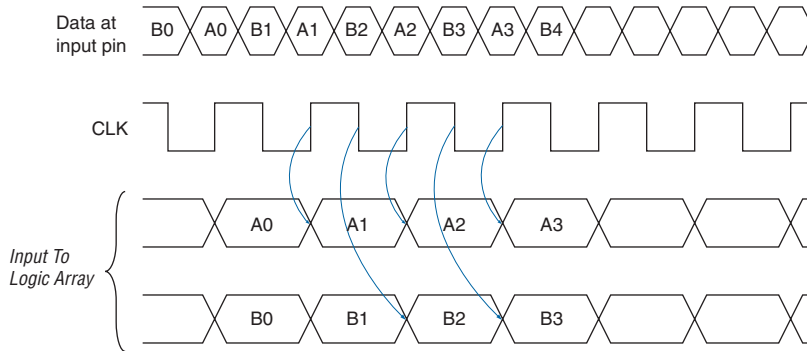 Data at
input pin
B0 A0 B1 A1 B2 A2 B3 A3 B4
CLK
A0 A1 A2 A3
Input To
Logic Array
B0 B1 B2 B3